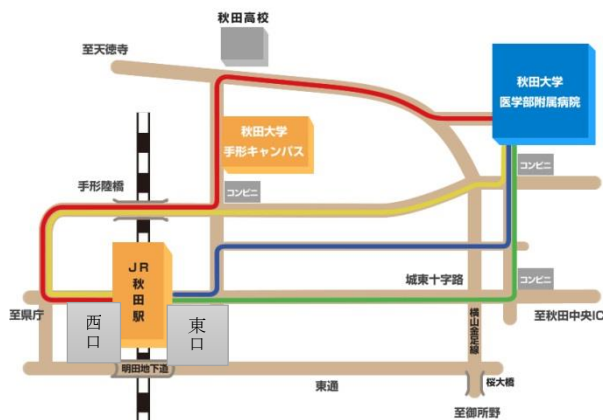 秋田高校
至天徳寺
秋田大学
医学部附属病院
秋田大学
手形キャンパス
手形陸橋
コンビニ
コンビニ
JR
秋田駅
城東十字路
コンビニ
至県庁
西口
東口
横山金足線
至秋田中央IC
明田地下道
東通
桜大橋
至御所野